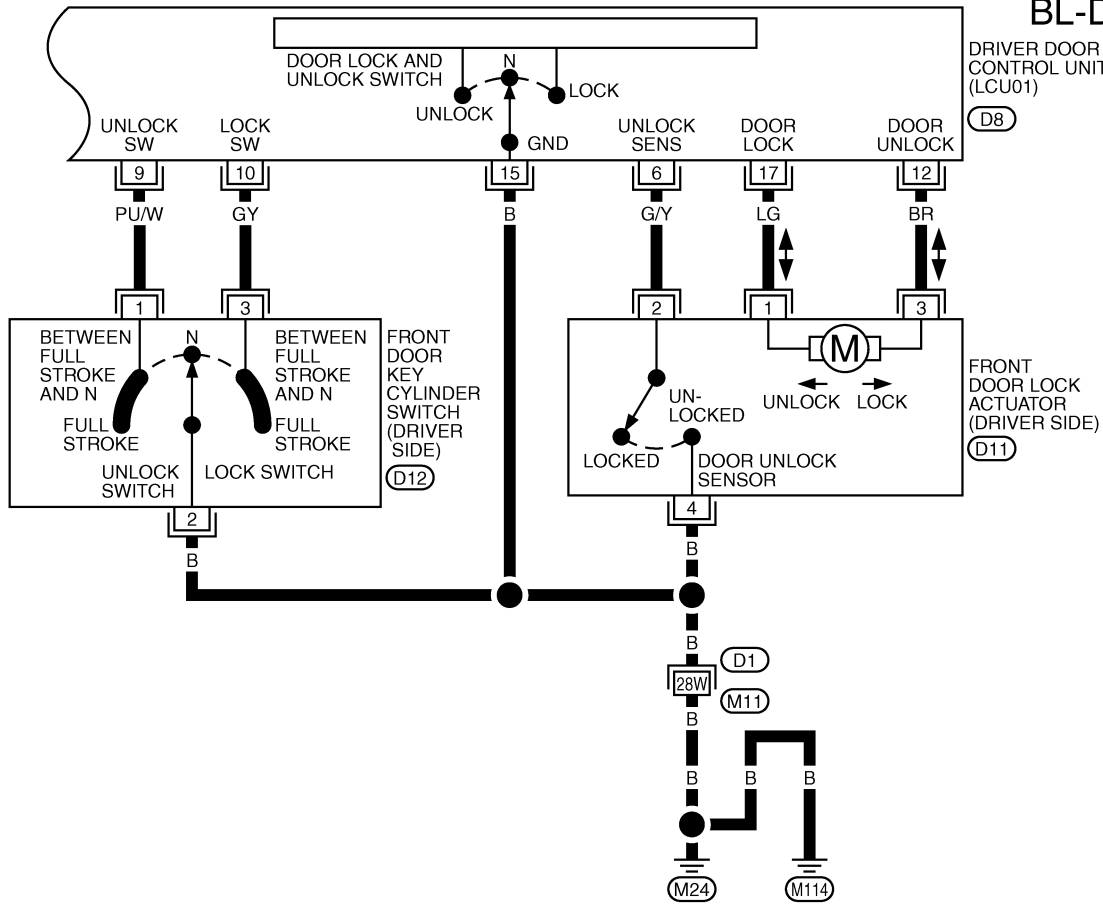 BL-D
DRIVER DOOR
CONTROL UNIT
(LCU01)
D8
DOOR LOCK AND
UNLOCK SWITCH
N
UNLOCK
LOCK
GND
UNLOCK
SW
LOCK
SW
UNLOCK
SENS
DOOR
LOCK
DOOR
UNLOCK
9
10
15
6
17
12
PU/W
GY
B
G/Y
LG
BR
1
3
2
1
3
BETWEEN
FULL
STROKE
AND N
N
BETWEEN
FULL
STROKE
AND N
FULL
STROKE
FULL
STROKE
UNLOCK
SWITCH
LOCK SWITCH
2
B
FRONT
DOOR
KEY
CYLINDER
SWITCH
(DRIVER
SIDE)
D12
M
UNLOCK
LOCK
UN-
LOCKED
LOCKED
DOOR UNLOCK
SENSOR
4
B
FRONT
DOOR LOCK
ACTUATOR
(DRIVER SIDE)
D11
B
D1
28W
M11
B
B
B
B
M24
M114